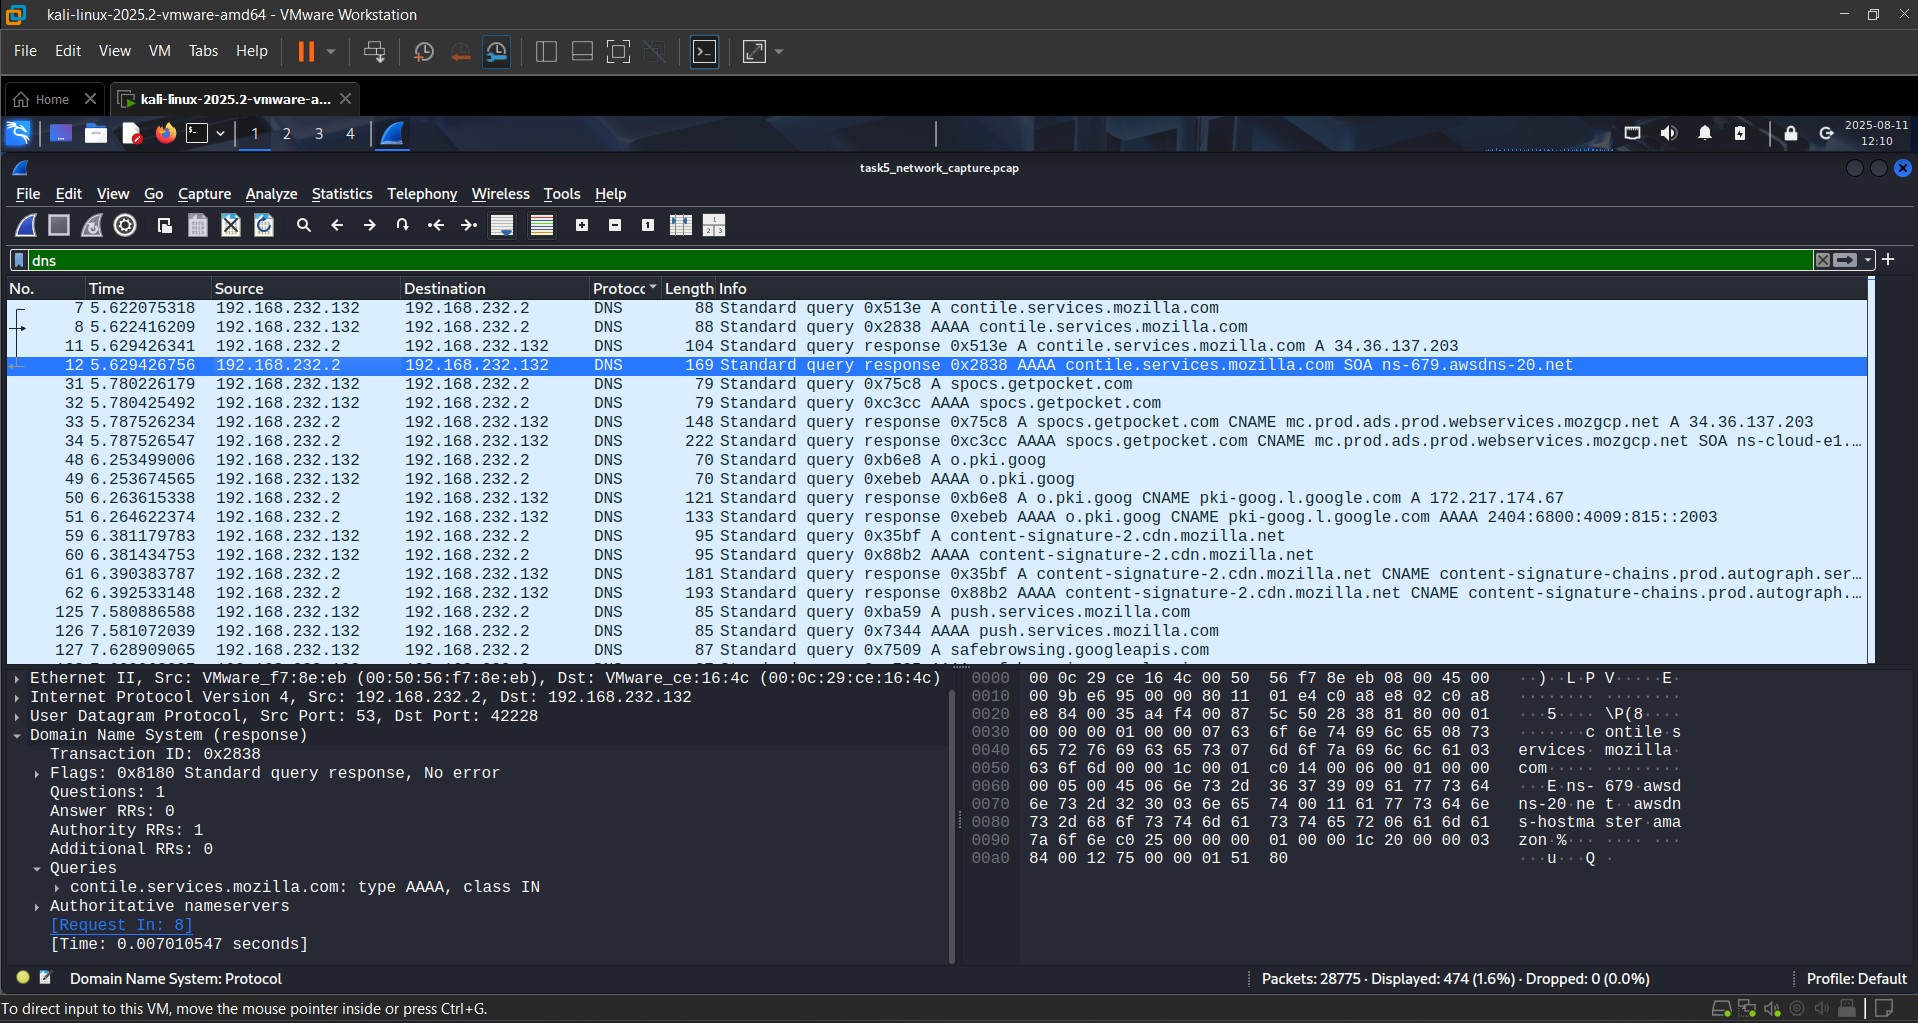 kali-linux-2025.2-vmware-amd64 - VMware Workstation
File Edit View VM Tabs Help
Home kali-linux-2025.2-vmware-a...
1 2 3 4
2025-08-11
12:10
task5_network_capture.pcap
File Edit View Go Capture Analyze Statistics Telephony Wireless Tools Help
dns
No. Time Source Destination Protoc Length Info
7 5.622075318 192.168.232.132 192.168.232.2 DNS 88 Standard query 0x513e A contile.services.mozilla.com
8 5.622416209 192.168.232.132 192.168.232.2 DNS 88 Standard query 0x2838 AAAA contile.services.mozilla.com
11 5.629426341 192.168.232.2 192.168.232.132 DNS 104 Standard query response 0x513e A contile.services.mozilla.com A 34.36.137.203
12 5.629426756 192.168.232.2 192.168.232.132 DNS 169 Standard query response 0x2838 AAAA contile.services.mozilla.com SOA ns-679.awsdns-20.net
31 5.780226179 192.168.232.132 192.168.232.2 DNS 79 Standard query 0x75c8 A spocs.getpocket.com
32 5.780425492 192.168.232.132 192.168.232.2 DNS 79 Standard query 0xc3cc AAAA spocs.getpocket.com
33 5.787526234 192.168.232.2 192.168.232.132 DNS 148 Standard query response 0x75c8 A spocs.getpocket.com CNAME mc.prod.ads.prod.webservices.mozgcp.net A 34.36.137.203
34 5.787526547 192.168.232.2 192.168.232.132 DNS 222 Standard query response 0xc3cc AAAA spocs.getpocket.com CNAME mc.prod.ads.prod.webservices.mozgcp.net SOA ns-cloud-e1.…
48 6.253499006 192.168.232.132 192.168.232.2 DNS 70 Standard query 0xb6e8 A o.pki.goog
49 6.253674565 192.168.232.132 192.168.232.2 DNS 70 Standard query 0xebeb AAAA o.pki.goog
50 6.263615338 192.168.232.2 192.168.232.132 DNS 121 Standard query response 0xb6e8 A o.pki.goog CNAME pki-goog.l.google.com A 172.217.174.67
51 6.264622374 192.168.232.2 192.168.232.132 DNS 133 Standard query response 0xebeb AAAA o.pki.goog CNAME pki-goog.l.google.com AAAA 2404:6800:4009:815::2003
59 6.381179783 192.168.232.132 192.168.232.2 DNS 95 Standard query 0x35bf A content-signature-2.cdn.mozilla.net
60 6.381434753 192.168.232.132 192.168.232.2 DNS 95 Standard query 0x88b2 AAAA content-signature-2.cdn.mozilla.net
61 6.390383787 192.168.232.2 192.168.232.132 DNS 181 Standard query response 0x35bf A content-signature-2.cdn.mozilla.net CNAME content-signature-chains.prod.autograph.ser…
62 6.392533148 192.168.232.2 192.168.232.132 DNS 193 Standard query response 0x88b2 AAAA content-signature-2.cdn.mozilla.net CNAME content-signature-chains.prod.autograph.…
125 7.580886588 192.168.232.132 192.168.232.2 DNS 85 Standard query 0xba59 A push.services.mozilla.com
126 7.581072039 192.168.232.132 192.168.232.2 DNS 85 Standard query 0x7344 AAAA push.services.mozilla.com
127 7.628909065 192.168.232.132 192.168.232.2 DNS 87 Standard query 0x7509 A safebrowsing.googleapis.com
Ethernet II, Src: VMware_f7:8e:eb (00:50:56:f7:8e:eb), Dst: VMware_ce:16:4c (00:0c:29:ce:16:4c)
Internet Protocol Version 4, Src: 192.168.232.2, Dst: 192.168.232.132
User Datagram Protocol, Src Port: 53, Dst Port: 42228
Domain Name System (response)
Transaction ID: 0x2838
Flags: 0x8180 Standard query response, No error
Questions: 1
Answer RRs: 0
Authority RRs: 1
Additional RRs: 0
Queries
contile.services.mozilla.com: type AAAA, class IN
Authoritative nameservers
[Request In: 8]
[Time: 0.007010547 seconds]
0000 00 0c 29 ce 16 4c 00 50 56 f7 8e eb 08 00 45 00 ··)··L·P V·····E·
0010 00 9b e6 95 00 00 80 11 01 e4 c0 a8 e8 02 c0 a8 ········ ········
0020 e8 84 00 35 a4 f4 00 87 5c 50 28 38 81 80 00 01 ···5···· \P(8····
0030 00 00 00 01 00 00 07 63 6f 6e 74 69 6c 65 08 73 ·······c ontile·s
0040 65 72 76 69 63 65 73 07 6d 6f 7a 69 6c 6c 61 03 ervices· mozilla·
0050 63 6f 6d 00 00 1c 00 01 c0 14 00 06 00 01 00 00 com····· ········
0060 00 05 00 45 06 6e 73 2d 36 37 39 09 61 77 73 64 ···E·ns- 679·awsd
0070 6e 73 2d 32 30 03 6e 65 74 00 11 61 77 73 64 6e ns-20·ne t··awsdn
0080 73 2d 68 6f 73 74 6d 61 73 74 65 72 06 61 6d 61 s-hostma ster·ama
0090 7a 6f 6e c0 25 00 00 00 01 00 00 1c 20 00 00 03 zon·%··· ···· ···
00a0 84 00 12 75 00 00 01 51 80 ···u···Q ·
Domain Name System: Protocol
Packets: 28775 · Displayed: 474 (1.6%) · Dropped: 0 (0.0%)
Profile: Default
To direct input to this VM, move the mouse pointer inside or press Ctrl+G.